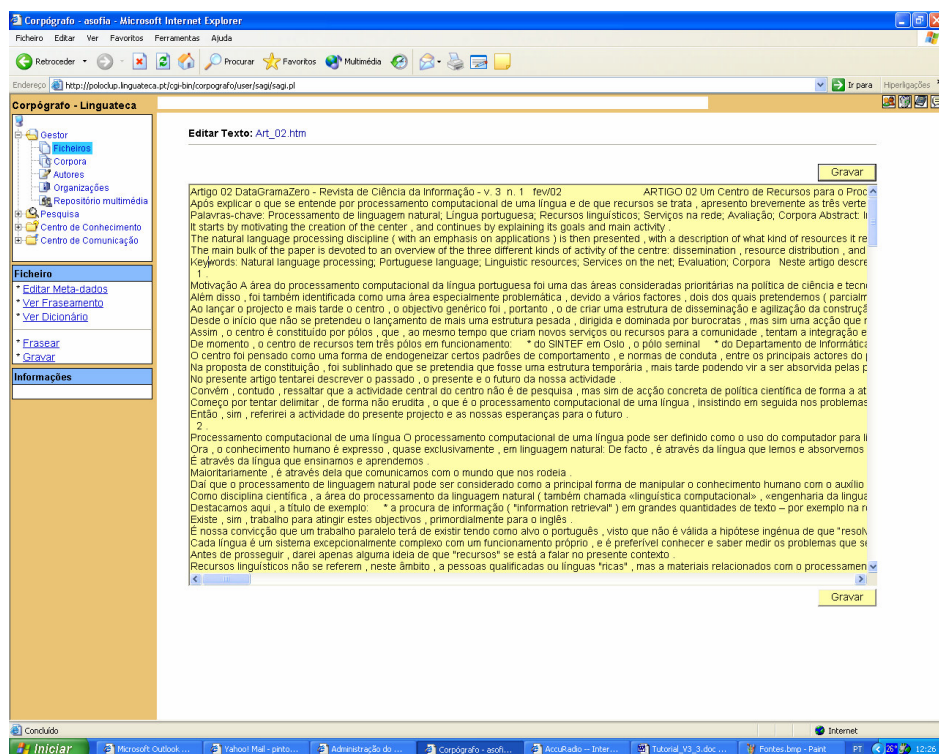 Corpógrafo - asofia - Microsoft Internet Explorer
Ficheiro Editar Ver Favoritos Ferramentas Ajuda
Retroceder Procurar Favoritos Multimédia
Endereço http://poloclup.linguateca.pt/cgi-bin/corpografo/user/sagi/sagi.pl Ir para Hiperligações
Corpógrafo - Linguateca
Gestor
Ficheiros
Corpora
Autores
Organizações
Repositório multimédia
Pesquisa
Centro de Conhecimento
Centro de Comunicação
Ficheiro
* Editar Meta-dados
* Ver Fraseamento
* Ver Dicionário
* Frasear
* Gravar
Informações
Editar Texto: Art_02.htm
Gravar
Artigo 02 DataGramaZero - Revista de Ciência da Informação - v. 3 n. 1 fev/02 ARTIGO 02 Um Centro de Recursos para o Proc
Após explicar o que se entende por processamento computacional de uma língua e de que recursos se trata , apresento brevemente as três verte
Palavras-chave: Processamento de linguagem natural; Língua portuguesa; Recursos linguísticos; Serviços na rede; Avaliação; Corpora Abstract: I
It starts by motivating the creation of the center , and continues by explaining its goals and main activity .
The natural language processing discipline ( with an emphasis on applications ) is then presented , with a description of what kind of resources it re
The main bulk of the paper is devoted to an overview of the three different kinds of activity of the centre: dissemination , resource distribution , and
Keywords: Natural language processing; Portuguese language; Linguistic resources; Services on the net; Evaluation; Corpora Neste artigo descre
1 .
Motivação A área do processamento computacional da língua portuguesa foi uma das áreas consideradas prioritárias na política de ciência e tecn
Além disso , foi também identificada como uma área especialmente problemática , devido a vários factores , dois dos quais pretendemos ( parcialm
Ao lançar o projecto e mais tarde o centro , o objectivo genérico foi , portanto , o de criar uma estrutura de disseminação e agilização da construçã
Desde o início que não se pretendeu o lançamento de mais uma estrutura pesada , dirigida e dominada por burocratas , mas sim uma acção que r
Assim , o centro é constituído por pólos , que , ao mesmo tempo que criam novos serviços ou recursos para a comunidade , tentam a integração e
De momento , o centro de recursos tem três pólos em funcionamento: * do SINTEF em Oslo , o pólo seminal * do Departamento de Informática
O centro foi pensado como uma forma de endogeneizar certos padrões de comportamento , e normas de conduta , entre os principais actores do p
Na proposta de constituição , foi sublinhado que se pretendia que fosse uma estrutura temporária , mais tarde podendo vir a ser absorvida pelas p
No presente artigo tentarei descrever o passado , o presente e o futuro da nossa actividade .
Convém , contudo , ressaltar que a actividade central do centro não é de pesquisa , mas sim de acção concreta de política científica de forma a at
Começo por tentar delimitar , de forma não erudita , o que é o processamento computacional de uma língua , insistindo em seguida nos problemas
Então , sim , referirei a actividade do presente projecto e as nossas esperanças para o futuro .
2 .
Processamento computacional de uma língua O processamento computacional de uma língua pode ser definido como o uso do computador para li
Ora , o conhecimento humano é expresso , quase exclusivamente , em linguagem natural: De facto , é através da língua que lemos e absorvemos
É através da língua que ensinamos e aprendemos .
Maioritariamente , é através dela que comunicamos com o mundo que nos rodeia .
Daí que o processamento de linguagem natural pode ser considerado como a principal forma de manipular o conhecimento humano com o auxílio
Como disciplina científica , a área do processamento da linguagem natural ( também chamada «linguística computacional» , «engenharia da lingua
Destacamos aqui , a título de exemplo: * a procura de informação ( "information retrieval" ) em grandes quantidades de texto – por exemplo na r
Existe , sim , trabalho para atingir estes objectivos , primordialmente para o inglês .
É nossa convicção que um trabalho paralelo terá de existir tendo como alvo o português , visto que não é válida a hipótese ingénua de que "resolv
Cada língua é um sistema excepcionalmente complexo com um funcionamento próprio , e é preferível conhecer e saber medir os problemas que se
Antes de prosseguir , darei apenas alguma ideia de que "recursos" se está a falar no presente contexto .
Recursos linguísticos não se referem , neste âmbito , a pessoas qualificadas ou línguas "ricas" , mas a materiais relacionados com o processamen
Gravar
Concluído Internet
Iniciar Microsoft Outlook ... Yahoo! Mail - pinto... Administração do ... Corpógrafo - asofi... AccuRadio -- Inter... Tutorial_V3_3.doc ... Fontes.bmp - Paint PT 26° 12:26